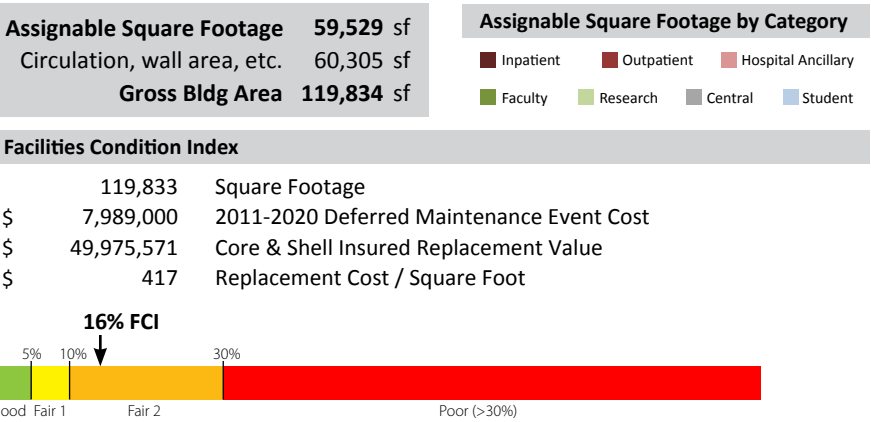 Assignable Square Footage 59,529 sf
Circulation, wall area, etc. 60,305 sf
Gross Bldg Area 119,834 sf
Assignable Square Footage by Category
Inpatient Outpatient Hospital Ancillary
Faculty Research Central Student
Facilities Condition Index
119,833 Square Footage
$ 7,989,000 2011-2020 Deferred Maintenance Event Cost
$ 49,975,571 Core & Shell Insured Replacement Value
$ 417 Replacement Cost / Square Foot
16% FCI
5% 10% 30%
ood Fair 1 Fair 2 Poor (>30%)